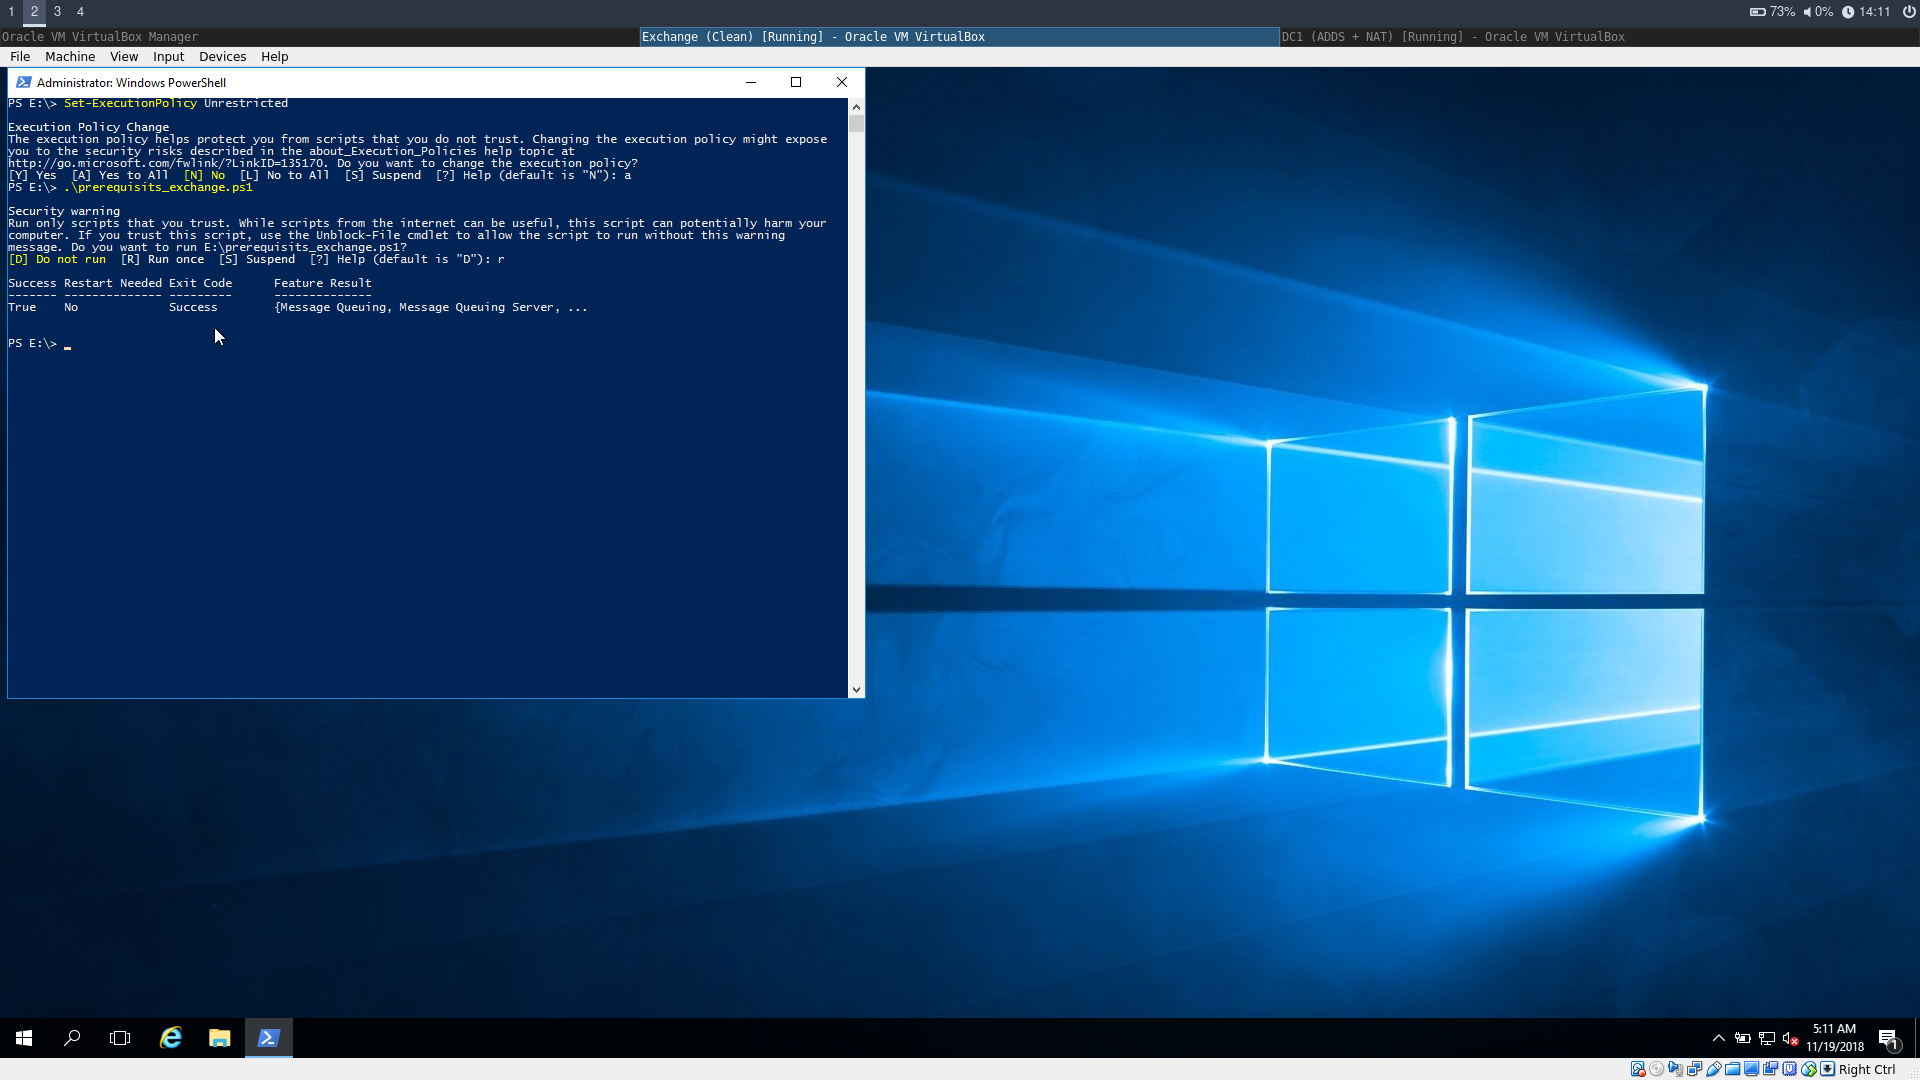 1 2 3 4
73% 0% 14:11
Oracle VM VirtualBox Manager
Exchange (Clean) [Running] - Oracle VM VirtualBox
DC1 (ADDS + NAT) [Running] - Oracle VM VirtualBox
File Machine View Input Devices Help
Administrator: Windows PowerShell
PS E:\> Set-ExecutionPolicy Unrestricted
Execution Policy Change
The execution policy helps protect you from scripts that you do not trust. Changing the execution policy might expose
you to the security risks described in the about_Execution_Policies help topic at
http://go.microsoft.com/fwlink/?LinkID=135170. Do you want to change the execution policy?
[Y] Yes  [A] Yes to All  [N] No  [L] No to All  [S] Suspend  [?] Help (default is "N"): a
PS E:\> .\prerequisits_exchange.ps1
Security warning
Run only scripts that you trust. While scripts from the internet can be useful, this script can potentially harm your
computer. If you trust this script, use the Unblock-File cmdlet to allow the script to run without this warning
message. Do you want to run E:\prerequisits_exchange.ps1?
[D] Do not run  [R] Run once  [S] Suspend  [?] Help (default is "D"): r
Success Restart Needed Exit Code      Feature Result
------- -------------- ---------      --------------
True    No             Success        {Message Queuing, Message Queuing Server, ...
PS E:\> _
5:11 AM
11/19/2018
1
Right Ctrl